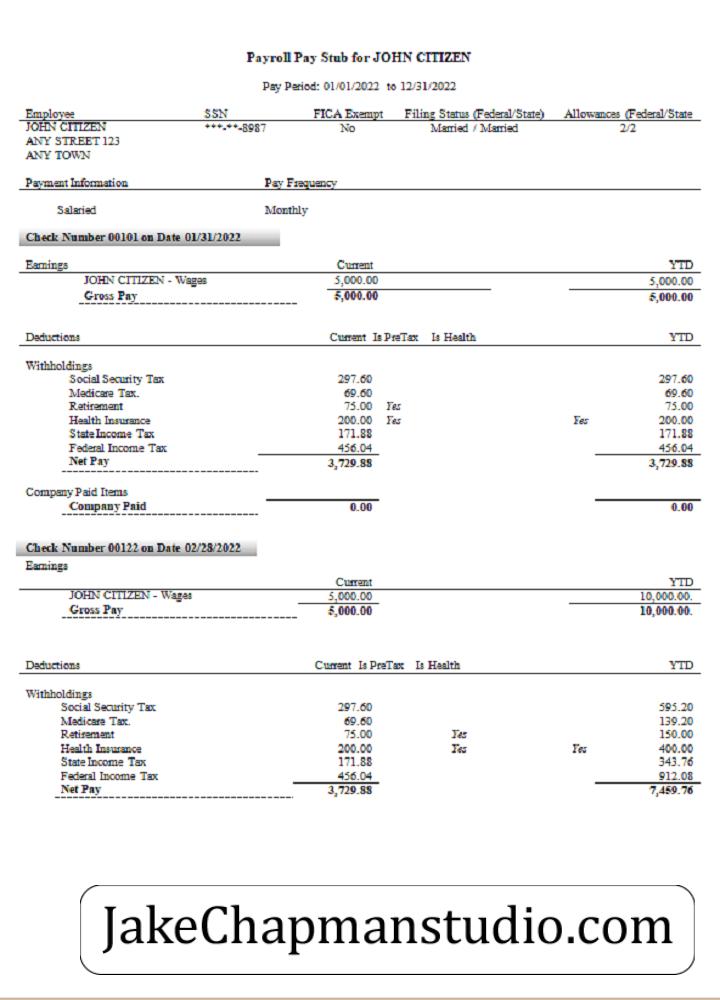 Payroll Pay Stub for JOHN CITIZEN
Pay Period: 01/01/2022 to 12/31/2022
Employee SSN FICA Exempt Filing Status (Federal/State) Allowances (Federal/State
JOHN CITIZEN ***-**-8987 No Married / Married 2/2
ANY STREET 123
ANY TOWN
Payment Information Pay Frequency
Salaried Monthly
Check Number 00101 on Date 01/31/2022
Earnings Current YTD
JOHN CITIZEN - Wages 5,000.00 5,000.00
Gross Pay 5,000.00 5,000.00
Deductions Current Is PreTax Is Health YTD
Withholdings
Social Security Tax 297.60 297.60
Medicare Tax. 69.60 69.60
Retirement 75.00 Yes 75.00
Health Insurance 200.00 Yes Yes 200.00
State Income Tax 171.88 171.88
Federal Income Tax 456.04 456.04
Net Pay 3,729.88 3,729.88
Company Paid Items
Company Paid 0.00 0.00
Check Number 00122 on Date 02/28/2022
Earnings
Current YTD
JOHN CITIZEN - Wages 5,000.00 10,000.00.
Gross Pay 5,000.00 10,000.00.
Deductions Current Is PreTax Is Health YTD
Withholdings
Social Security Tax 297.60 595.20
Medicare Tax. 69.60 139.20
Retirement 75.00 Yes 150.00
Health Insurance 200.00 Yes Yes 400.00
State Income Tax 171.88 343.76
Federal Income Tax 456.04 912.08
Net Pay 3,729.88 7,459.76
JakeChapmanstudio.com